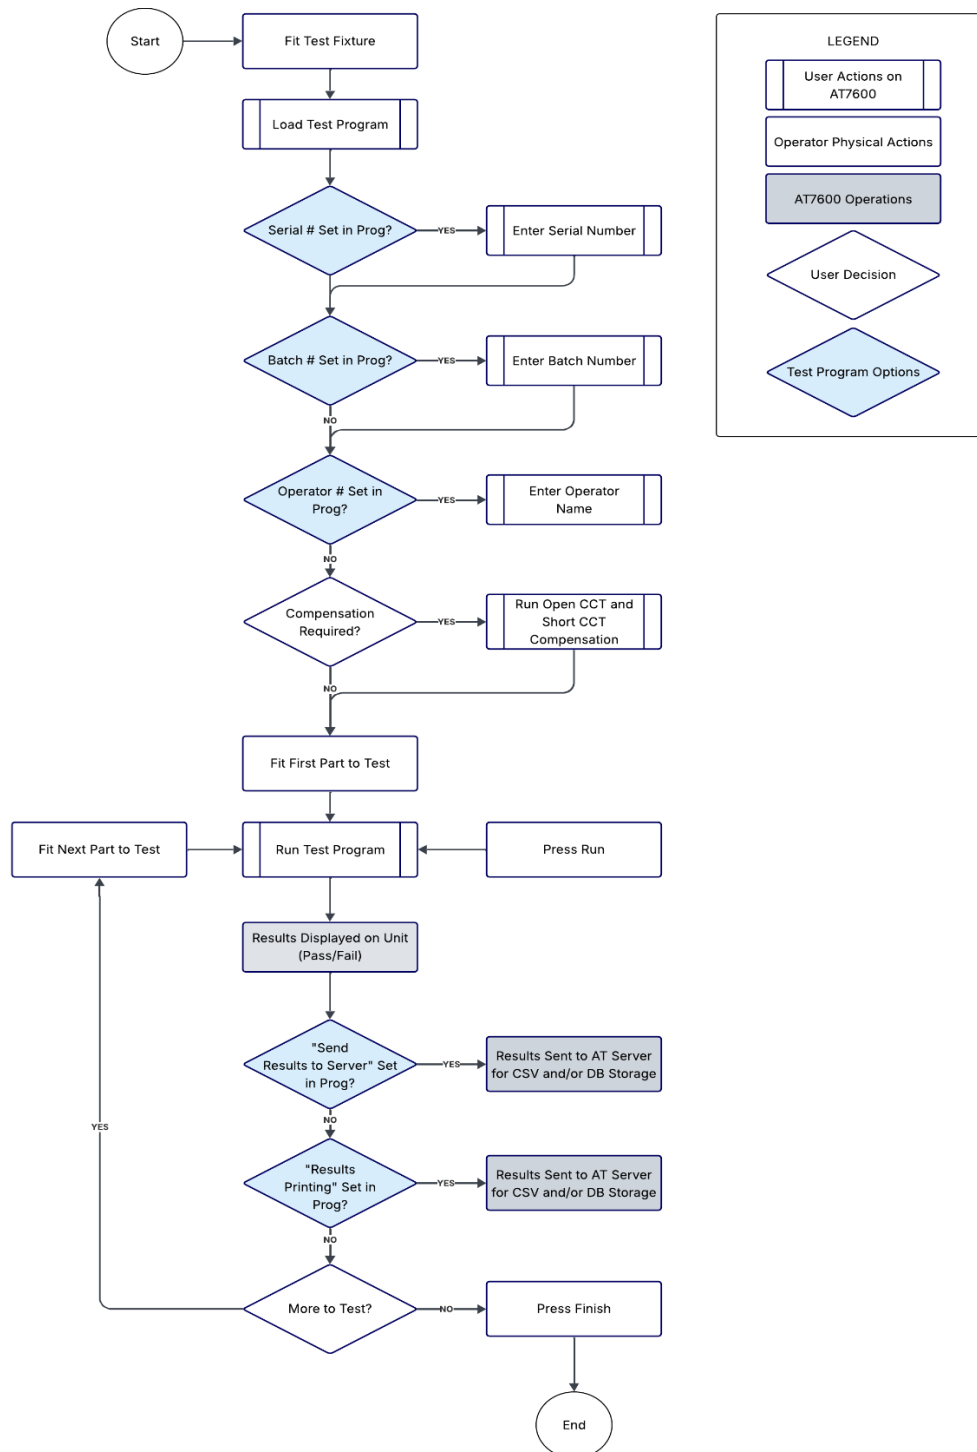 Start
Fit Test Fixture
Load Test Program
Serial # Set in Prog?
YES
Enter Serial Number
Batch # Set in Prog?
YES
Enter Batch Number
NO
Operator # Set in
Prog?
YES
Enter Operator
Name
NO
Compensation
Required?
YES
Run Open CCT and
Short CCT
Compensation
NO
Fit First Part to Test
Fit Next Part to Test
Run Test Program
Press Run
Results Displayed on Unit
(Pass/Fail)
"Send
Results to Server" Set
in Prog?
YES
Results Sent to AT Server
for CSV and/or DB Storage
NO
YES
"Results
Printing" Set in
Prog?
YES
Results Sent to AT Server
for CSV and/or DB Storage
NO
More to Test?
NO
Press Finish
End
LEGEND
User Actions on
AT7600
Operator Physical Actions
AT7600 Operations
User Decision
Test Program Options